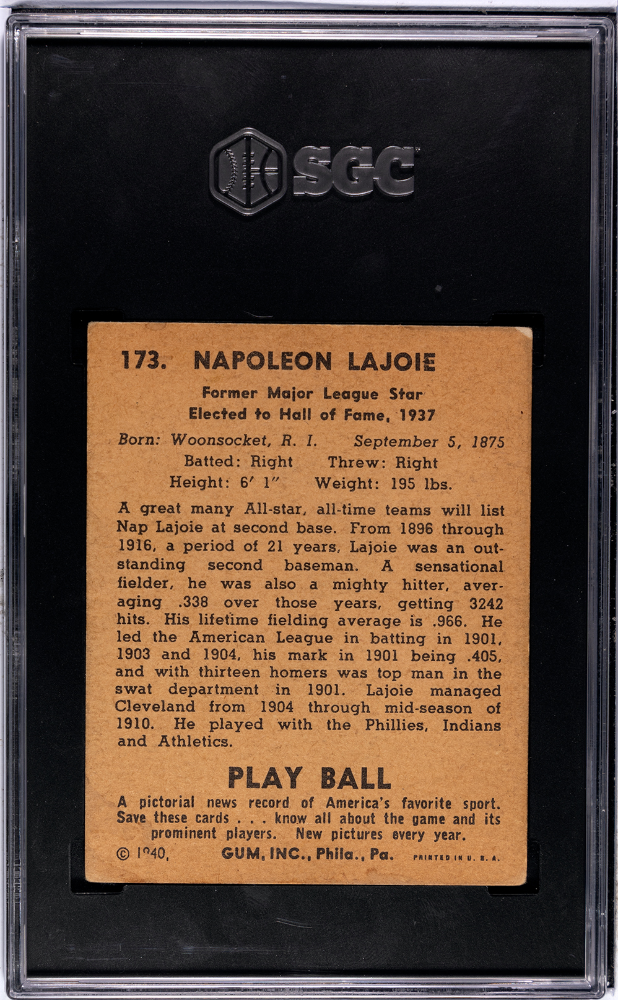 SGC
173. NAPOLEON LAJOIE
Former Major League Star
Elected to Hall of Fame, 1937
Born: Woonsocket, R. I. September 5, 1875
Batted: Right Threw: Right
Height: 6' 1" Weight: 195 lbs.
A great many All-star, all-time teams will list
Nap Lajoie at second base. From 1896 through
1916, a period of 21 years, Lajoie was an out-
standing second baseman. A sensational
fielder, he was also a mighty hitter, aver-
aging .338 over those years, getting 3242
hits. His lifetime fielding average is .966. He
led the American League in batting in 1901,
1903 and 1904, his mark in 1901 being .405,
and with thirteen homers was top man in the
swat department in 1901. Lajoie managed
Cleveland from 1904 through mid-season of
1910. He played with the Phillies, Indians
and Athletics.
PLAY BALL
A pictorial news record of America's favorite sport.
Save these cards . . . know all about the game and its
prominent players. New pictures every year.
© 1940, GUM, INC., Phila., Pa. PRINTED IN U. S. A.